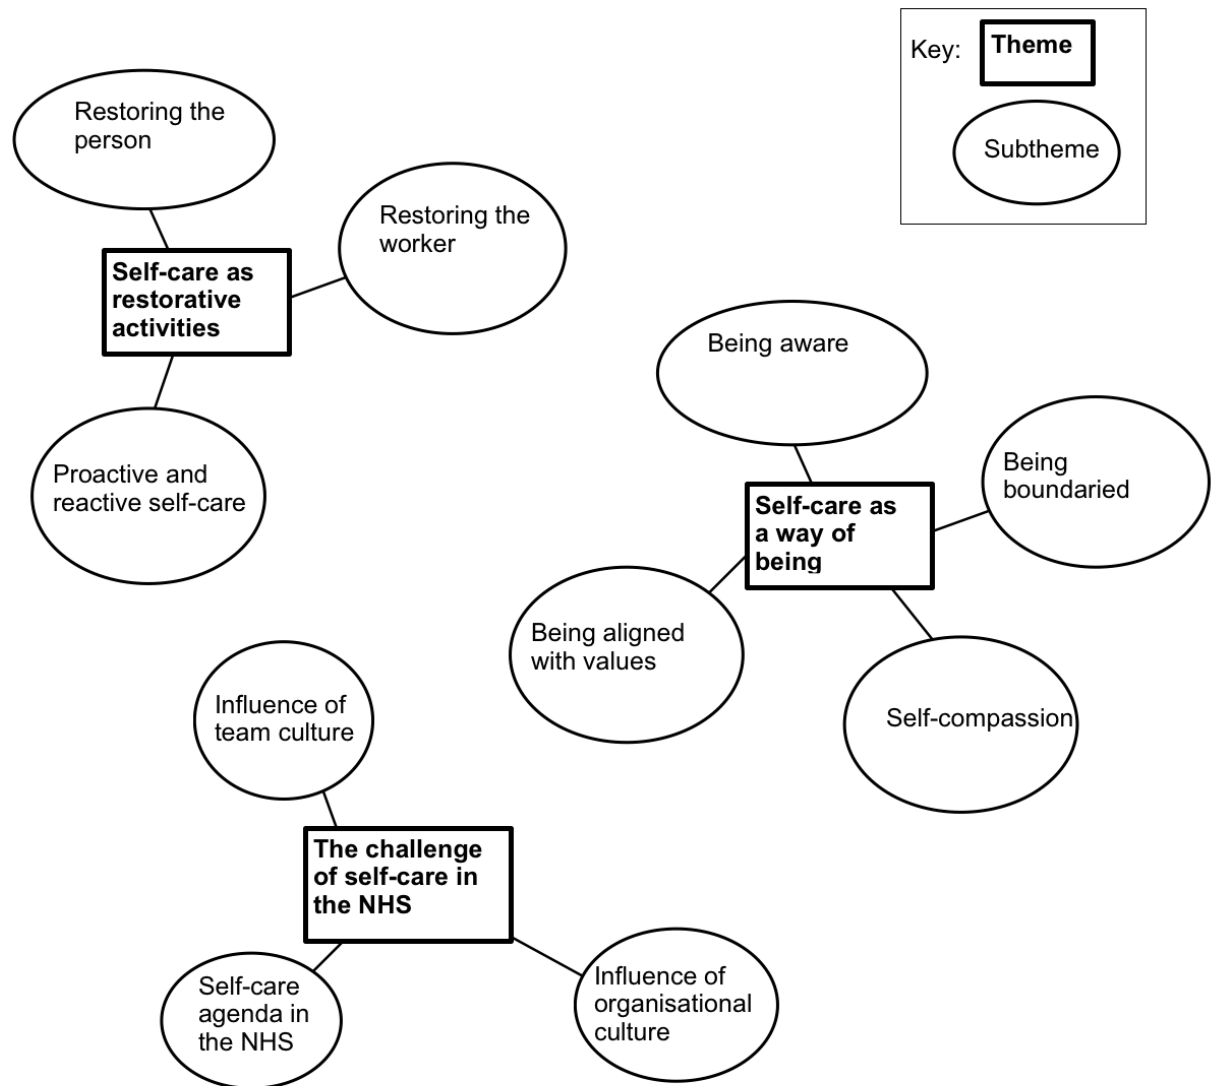 Key:
Theme
Subtheme
Restoring the
person
Restoring the
worker
Self-care as
restorative
activities
Proactive and
reactive self-care
Being aware
Being
boundaried
Self-care as
a way of
being
Being aligned
with values
Self-compassion
Influence of
team culture
The challenge
of self-care in
the NHS
Self-care
agenda in
the NHS
Influence of
organisational
culture